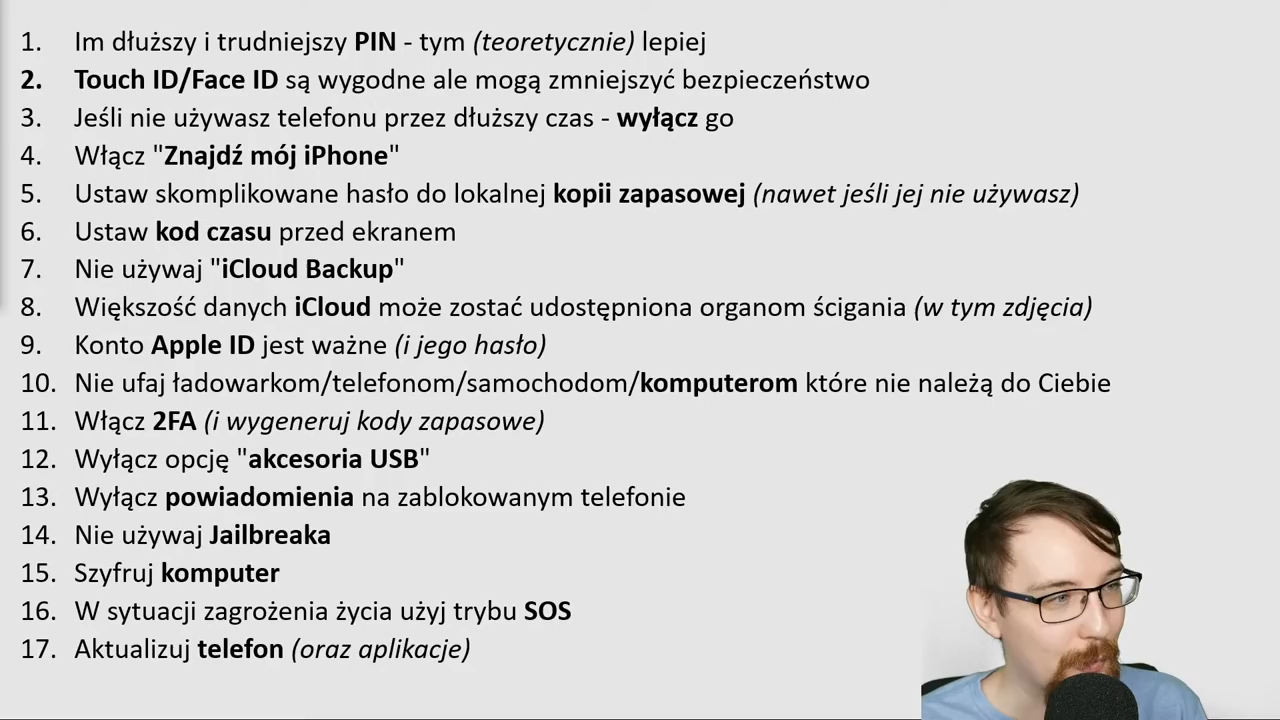 1. Im dłuższy i trudniejszy PIN - tym (teoretycznie) lepiej
2. Touch ID/Face ID są wygodne ale mogą zmniejszyć bezpieczeństwo
3. Jeśli nie używasz telefonu przez dłuższy czas - wyłącz go
4. Włącz "Znajdź mój iPhone"
5. Ustaw skomplikowane hasło do lokalnej kopii zapasowej (nawet jeśli jej nie używasz)
6. Ustaw kod czasu przed ekranem
7. Nie używaj "iCloud Backup"
8. Większość danych iCloud może zostać udostępniona organom ścigania (w tym zdjęcia)
9. Konto Apple ID jest ważne (i jego hasło)
10. Nie ufaj ładowarkom/telefonom/samochodom/komputerom które nie należą do Ciebie
11. Włącz 2FA (i wygeneruj kody zapasowe)
12. Wyłącz opcję "akcesoria USB"
13. Wyłącz powiadomienia na zablokowanym telefonie
14. Nie używaj Jailbreaka
15. Szyfruj komputer
16. W sytuacji zagrożenia życia użyj trybu SOS
17. Aktualizuj telefon (oraz aplikacje)